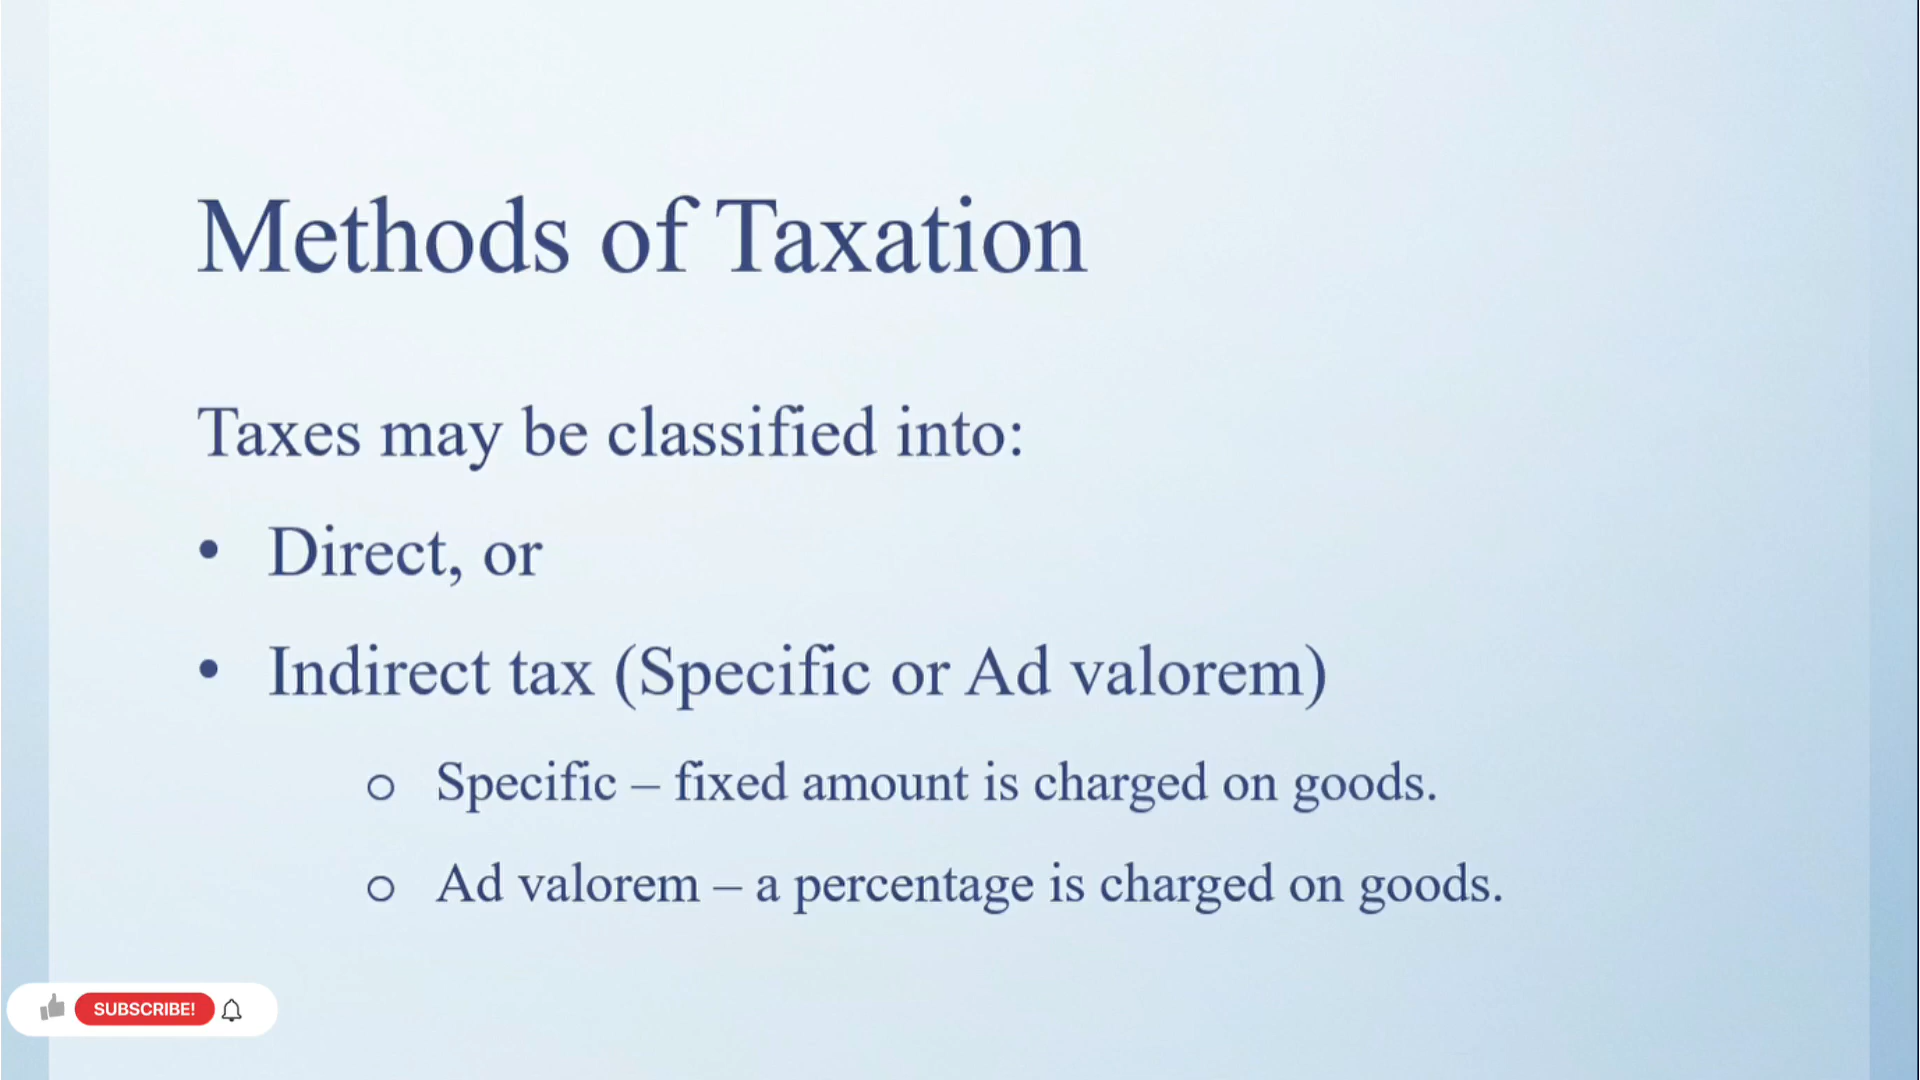 Methods of Taxation
Taxes may be classified into:
• Direct, or
• Indirect tax (Specific or Ad valorem)
o Specific – fixed amount is charged on goods.
o Ad valorem – a percentage is charged on goods.
SUBSCRIBE!